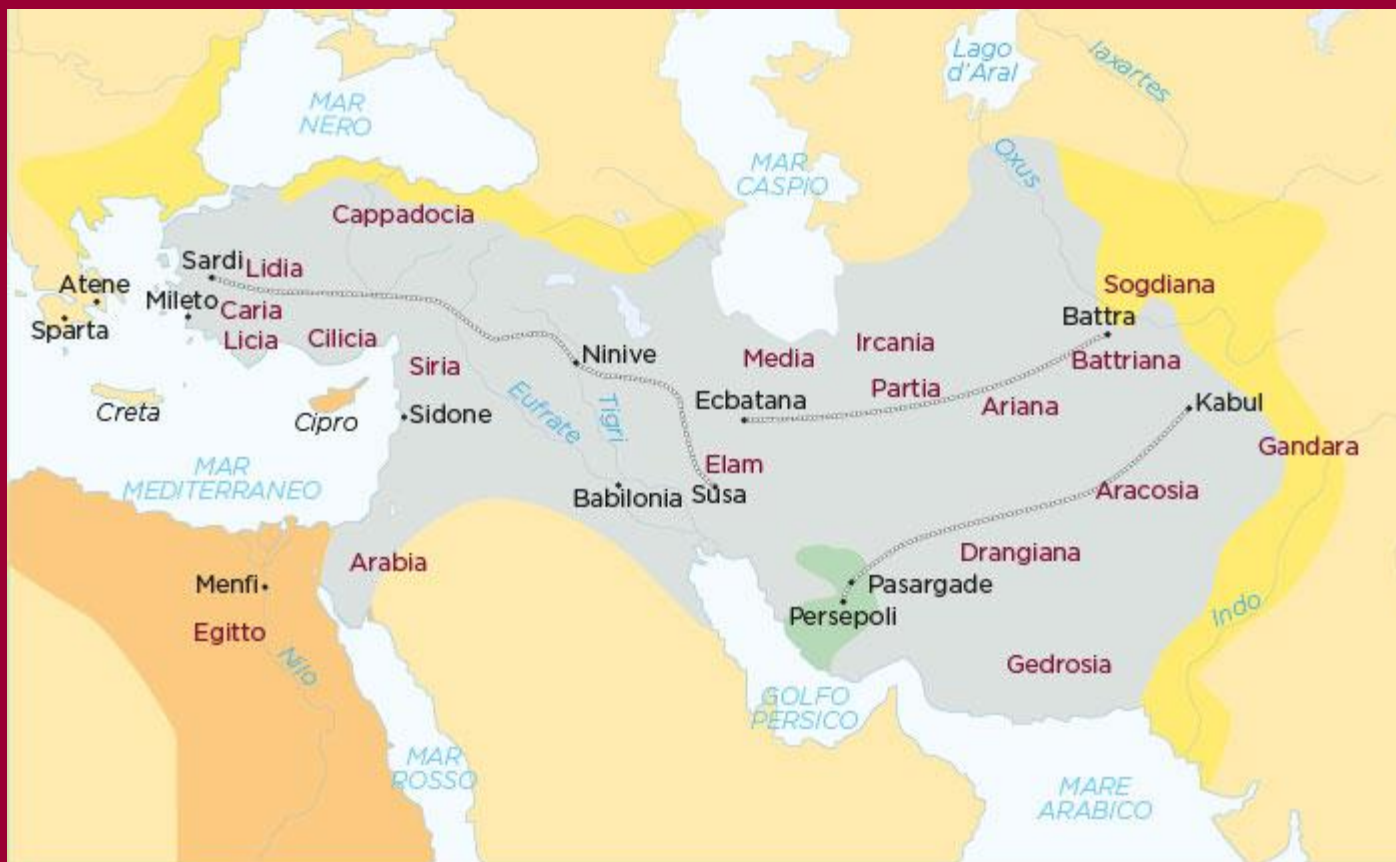 MAR
NERO
Lago
d'Aral
Iaxartes
MAR
CASPIO
Oxus
Cappadocia
Sardi
Lidia
Atene
Mileto
Sparta
Caria
Licia
Cilicia
Siria
Ninive
Media
Ircania
Sogdiana
Battra
Battriana
Partia
Ariana
Ecbatana
Kabul
Creta
Cipro
Sidone
Eufrate
Tigri
Gandara
MAR
MEDITERRANEO
Elam
Babilonia
Susa
Aracosia
Arabia
Drangiana
Menfi
Pasargade
Persepoli
Egitto
Nilo
Indo
Gedrosia
GOLFO
PERSICO
MAR
ROSSO
MARE
ARABICO